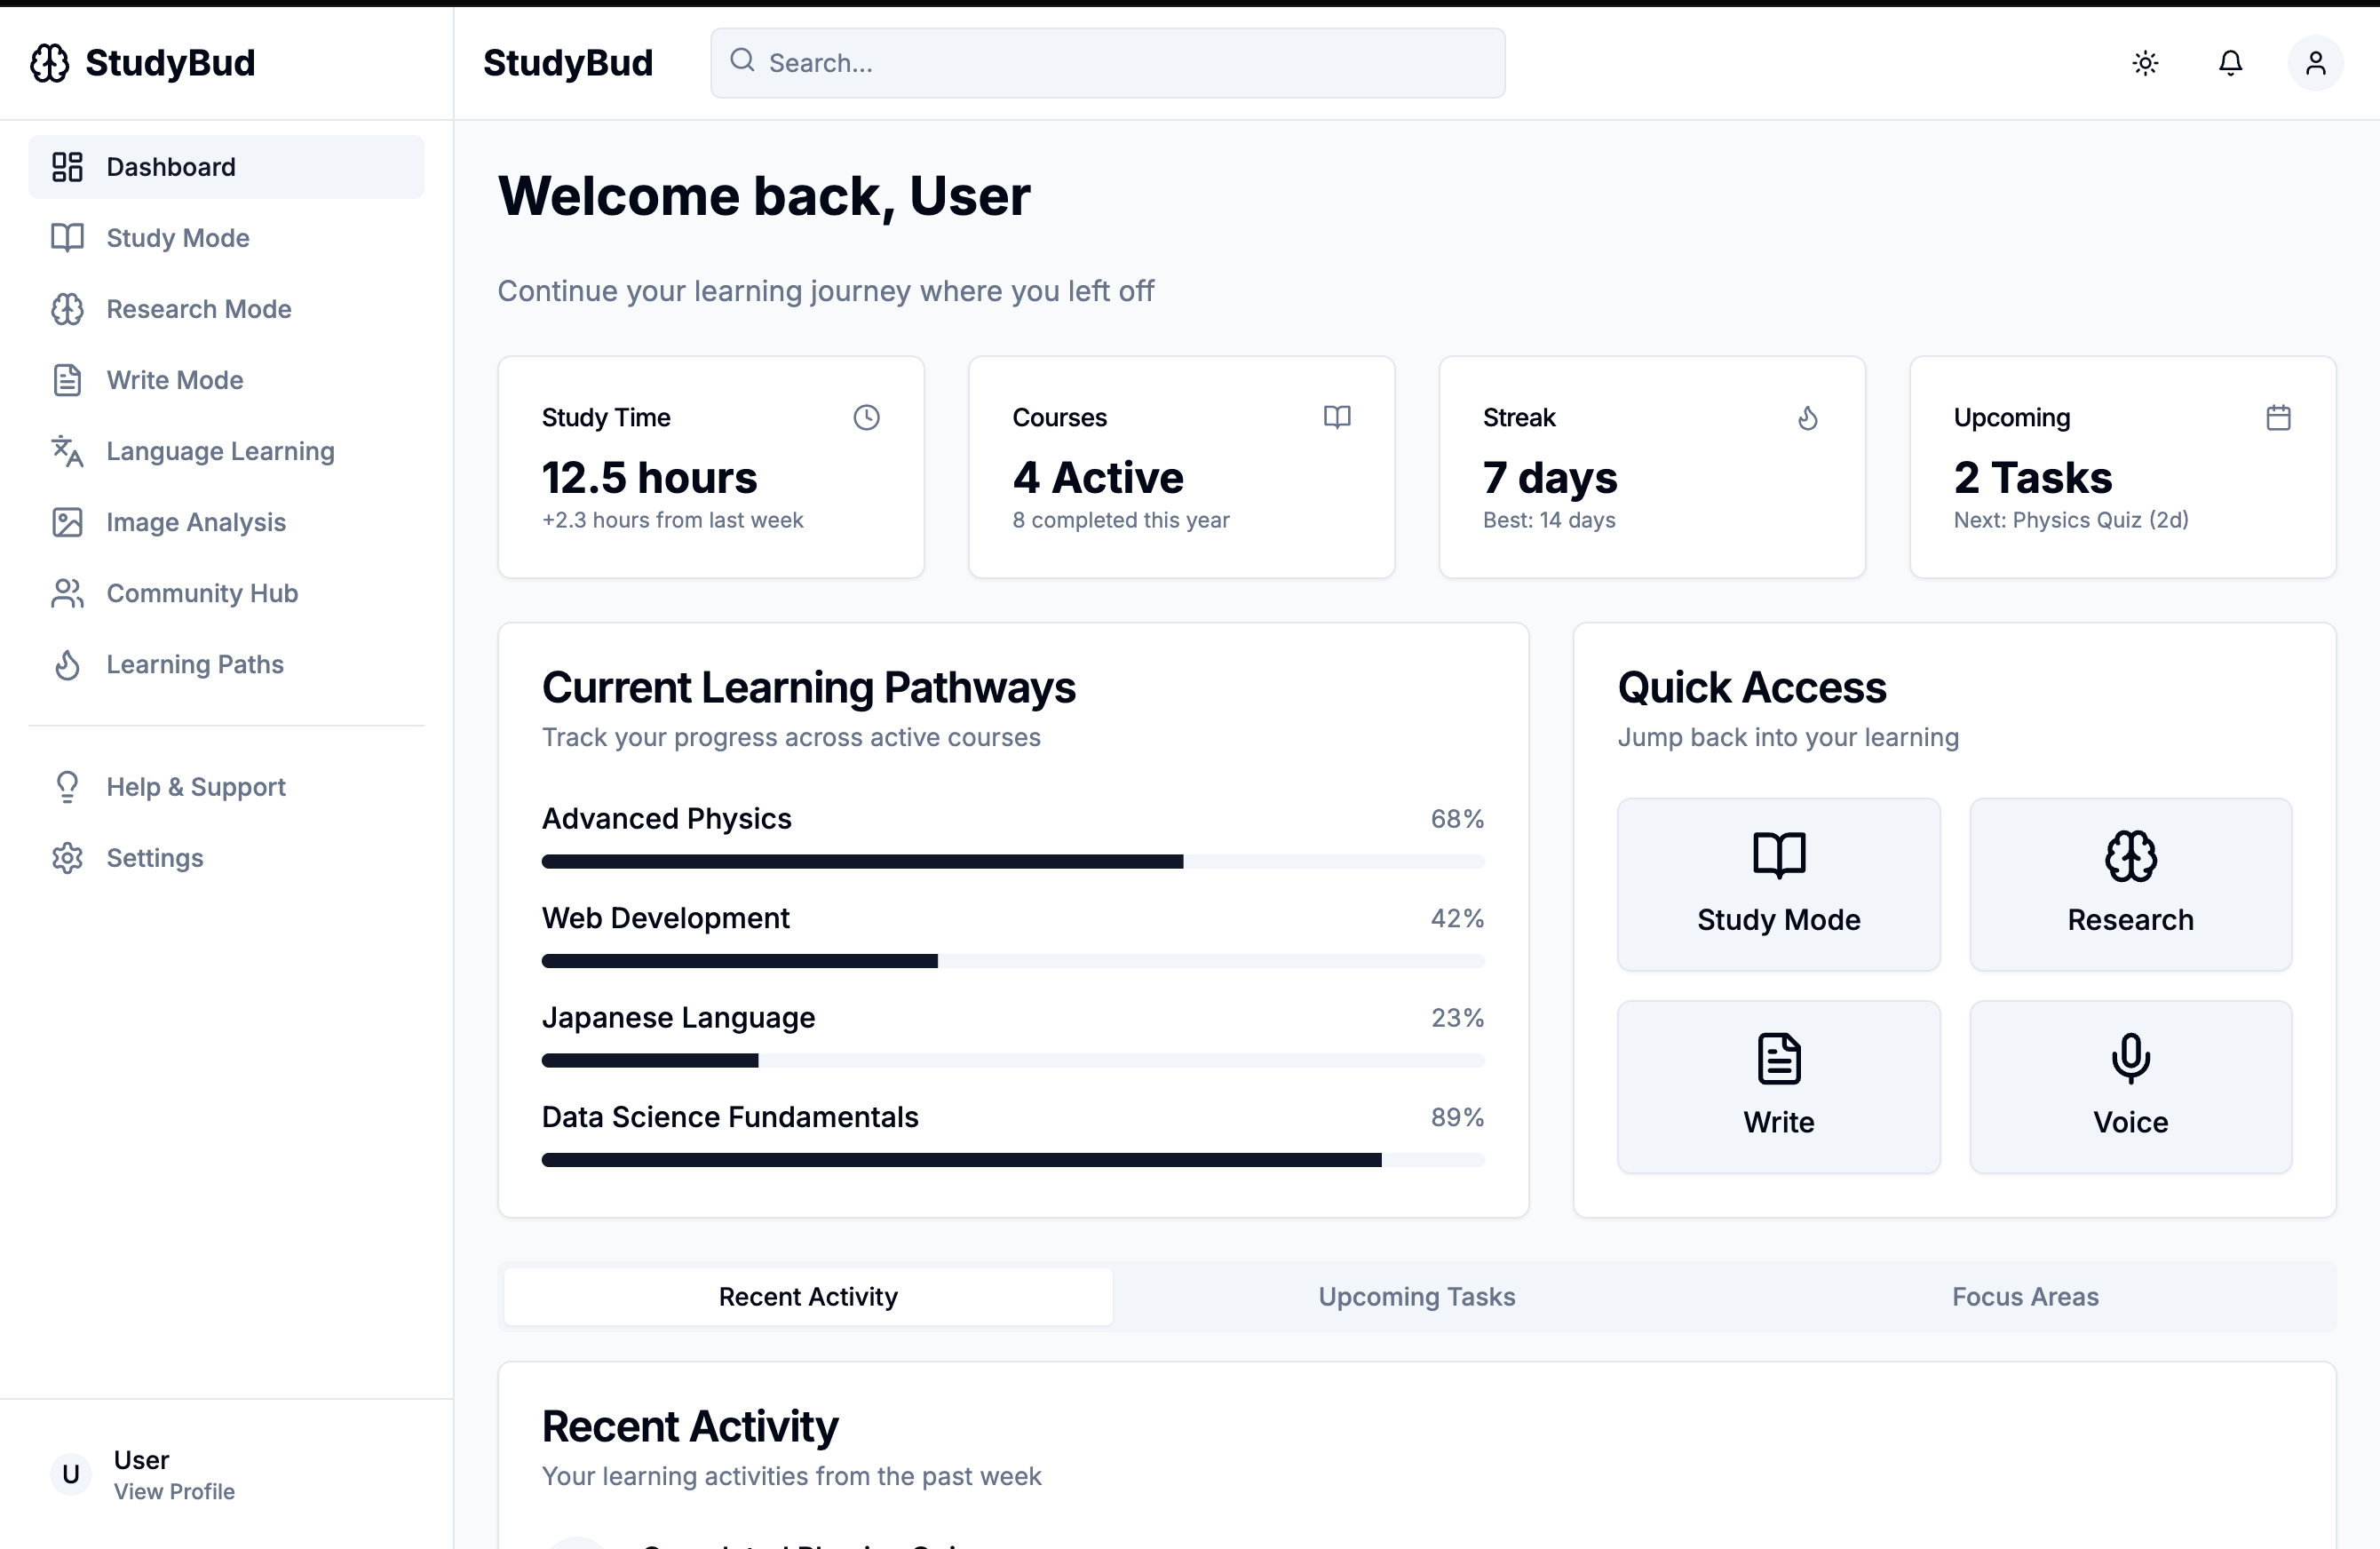 StudyBud
StudyBud
Search...
Dashboard
Study Mode
Research Mode
Write Mode
Language Learning
Image Analysis
Community Hub
Learning Paths
Help & Support
Settings
U
User
View Profile
Welcome back, User
Continue your learning journey where you left off
Study Time
12.5 hours
+2.3 hours from last week
Courses
4 Active
8 completed this year
Streak
7 days
Best: 14 days
Upcoming
2 Tasks
Next: Physics Quiz (2d)
Current Learning Pathways
Track your progress across active courses
Advanced Physics 68%
Web Development 42%
Japanese Language 23%
Data Science Fundamentals 89%
Quick Access
Jump back into your learning
Study Mode
Research
Write
Voice
Recent Activity Upcoming Tasks Focus Areas
Recent Activity
Your learning activities from the past week